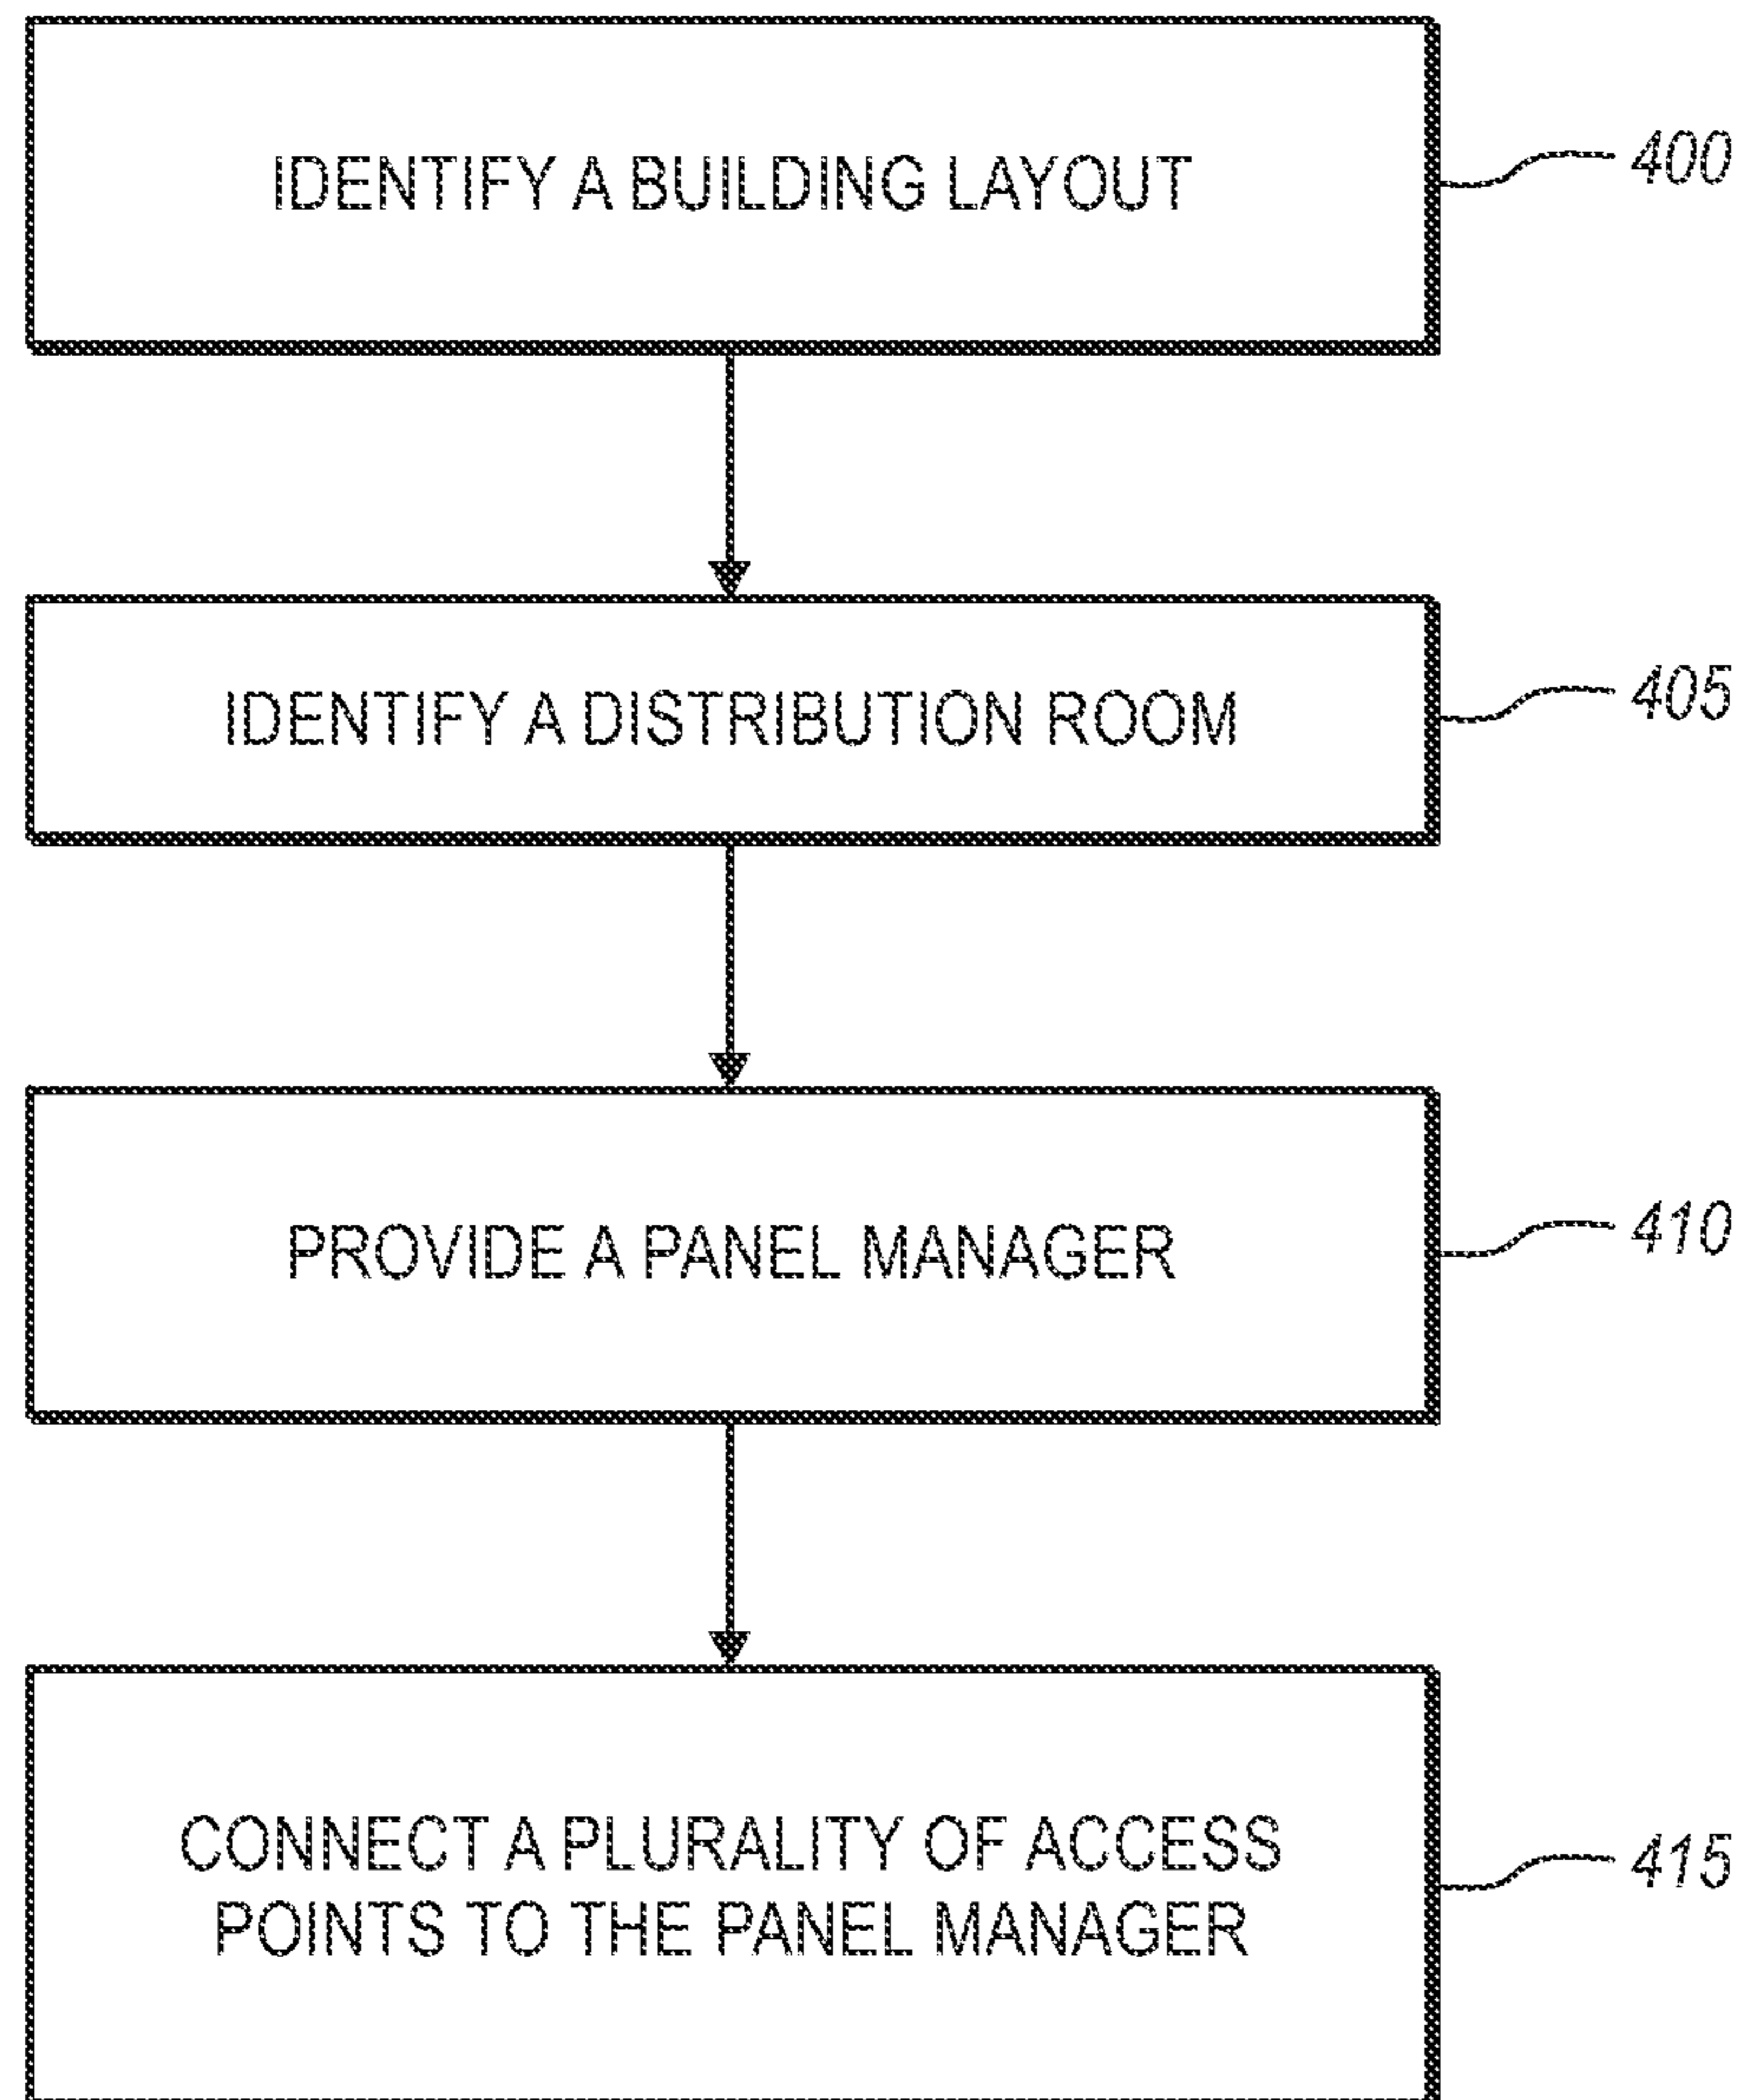 IDENTIFY A BUILDING LAYOUT
400
IDENTIFY A DISTRIBUTION ROOM
405
PROVIDE A PANEL MANAGER
410
CONNECT A PLURALITY OF ACCESS
POINTS TO THE PANEL MANAGER
415